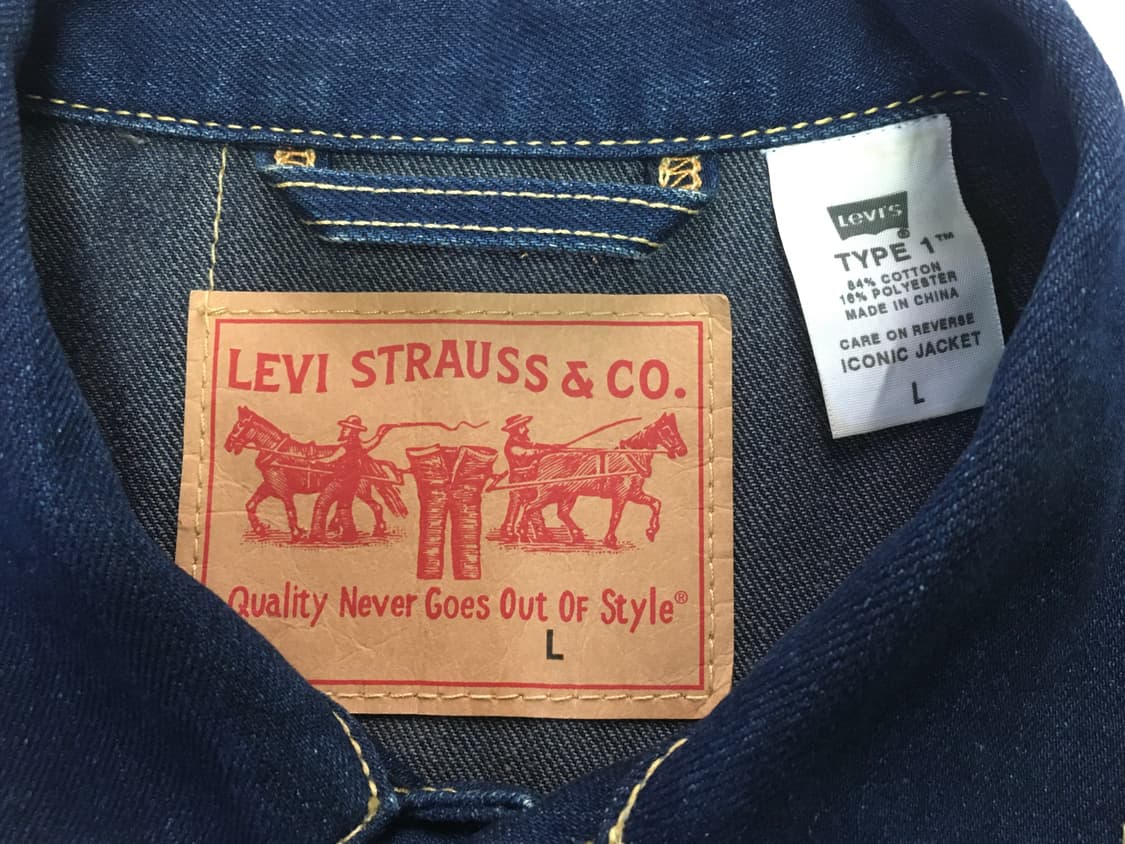 LEVI STRAUSS & CO.
Quality Never Goes Out Of Style®
L
Levi's®
TYPE 1™
84% COTTON
16% POLYESTER
MADE IN CHINA
CARE ON REVERSE
ICONIC JACKET
L